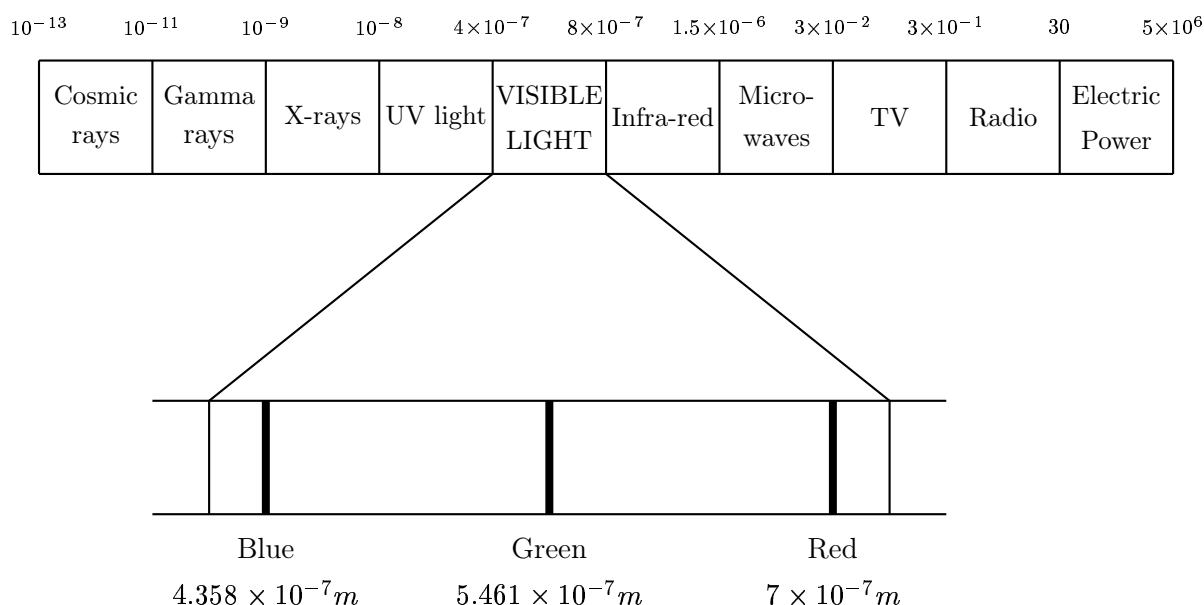 10⁻¹³ 10⁻¹¹ 10⁻⁹ 10⁻⁸ 4×10⁻⁷ 8×10⁻⁷ 1.5×10⁻⁶ 3×10⁻² 3×10⁻¹ 30 5×10⁶
Cosmic
rays
Gamma
rays
X-rays
UV light
VISIBLE
LIGHT
Infra-red
Micro-
waves
TV
Radio
Electric
Power
Blue Green Red
4.358 × 10⁻⁷m 5.461 × 10⁻⁷m 7 × 10⁻⁷m